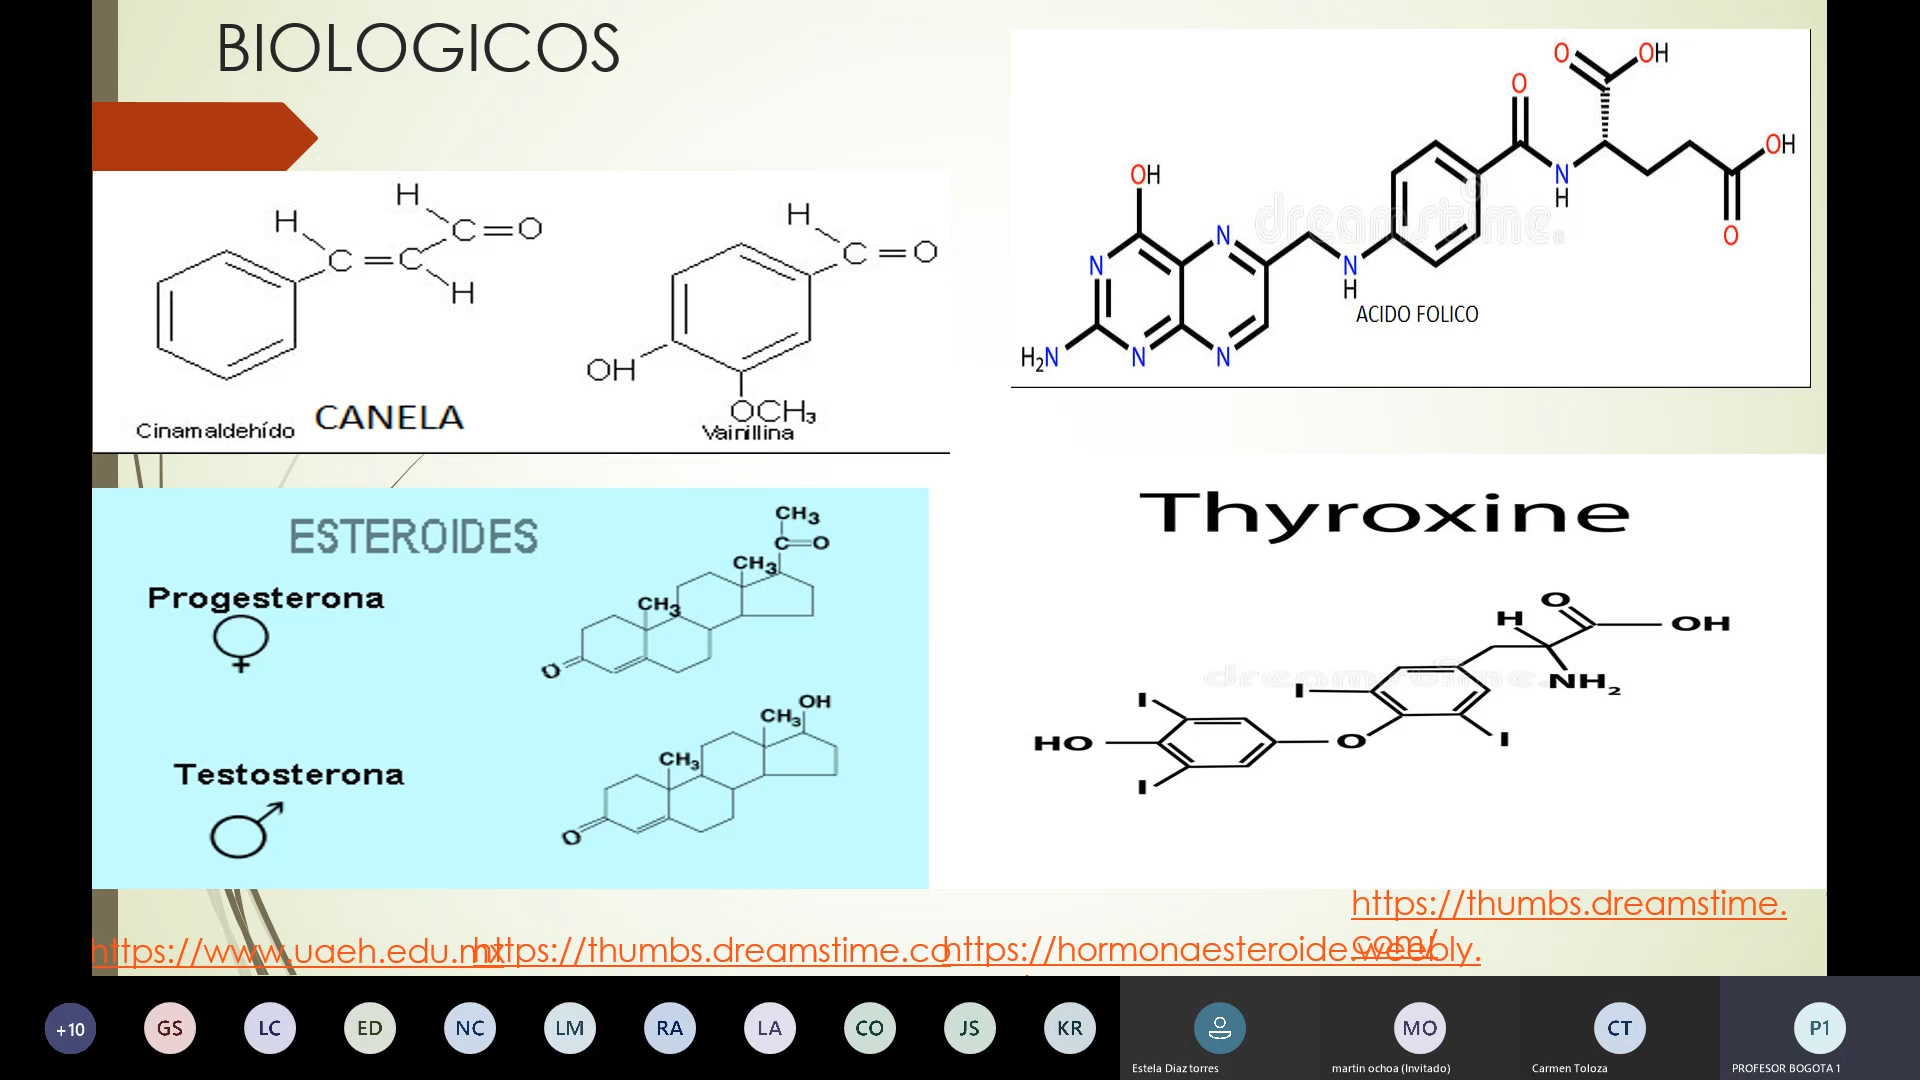 BIOLOGICOS
H
H
C=O
C=C
H
Cinamaldehído
CANELA
H
C=O
OH
OCH₃
Vainillina
O
OH
O
OH
N
H
O
OH
N
N
N
H
H₂N
N
N
ACIDO FOLICO
dreamstime.
ESTEROIDES
Progesterona
CH₃
C=O
CH₃
CH₃
O
Testosterona
OH
CH₃
CH₃
O
Thyroxine
O
H
OH
NH₂
dreamstime.
I
I
HO
O
I
I
https://thumbs.dreamstime.
com/
https://www.uaeh.edu.mx
https://thumbs.dreamstime.co
https://hormonaesteroide.weebly.
+10
GS
LC
ED
NC
LM
RA
LA
CO
JS
KR
MO
CT
P1
Estela Diaz torres
martin ochoa (Invitado)
Carmen Toloza
PROFESOR BOGOTA 1